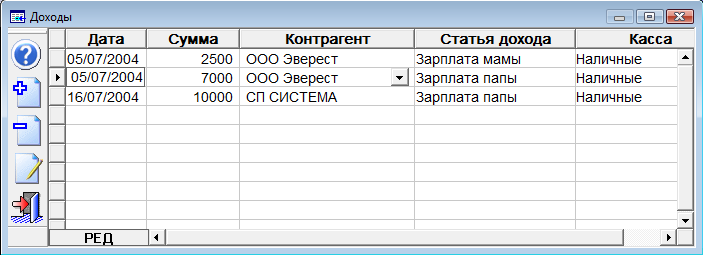 Доходы
Дата Сумма Контрагент Статья дохода Касса
05/07/2004 2500 ООО Эверест Зарплата мамы Наличные
05/07/2004 7000 ООО Эверест Зарплата папы Наличные
16/07/2004 10000 СП СИСТЕМА Зарплата папы Наличные
РЕД